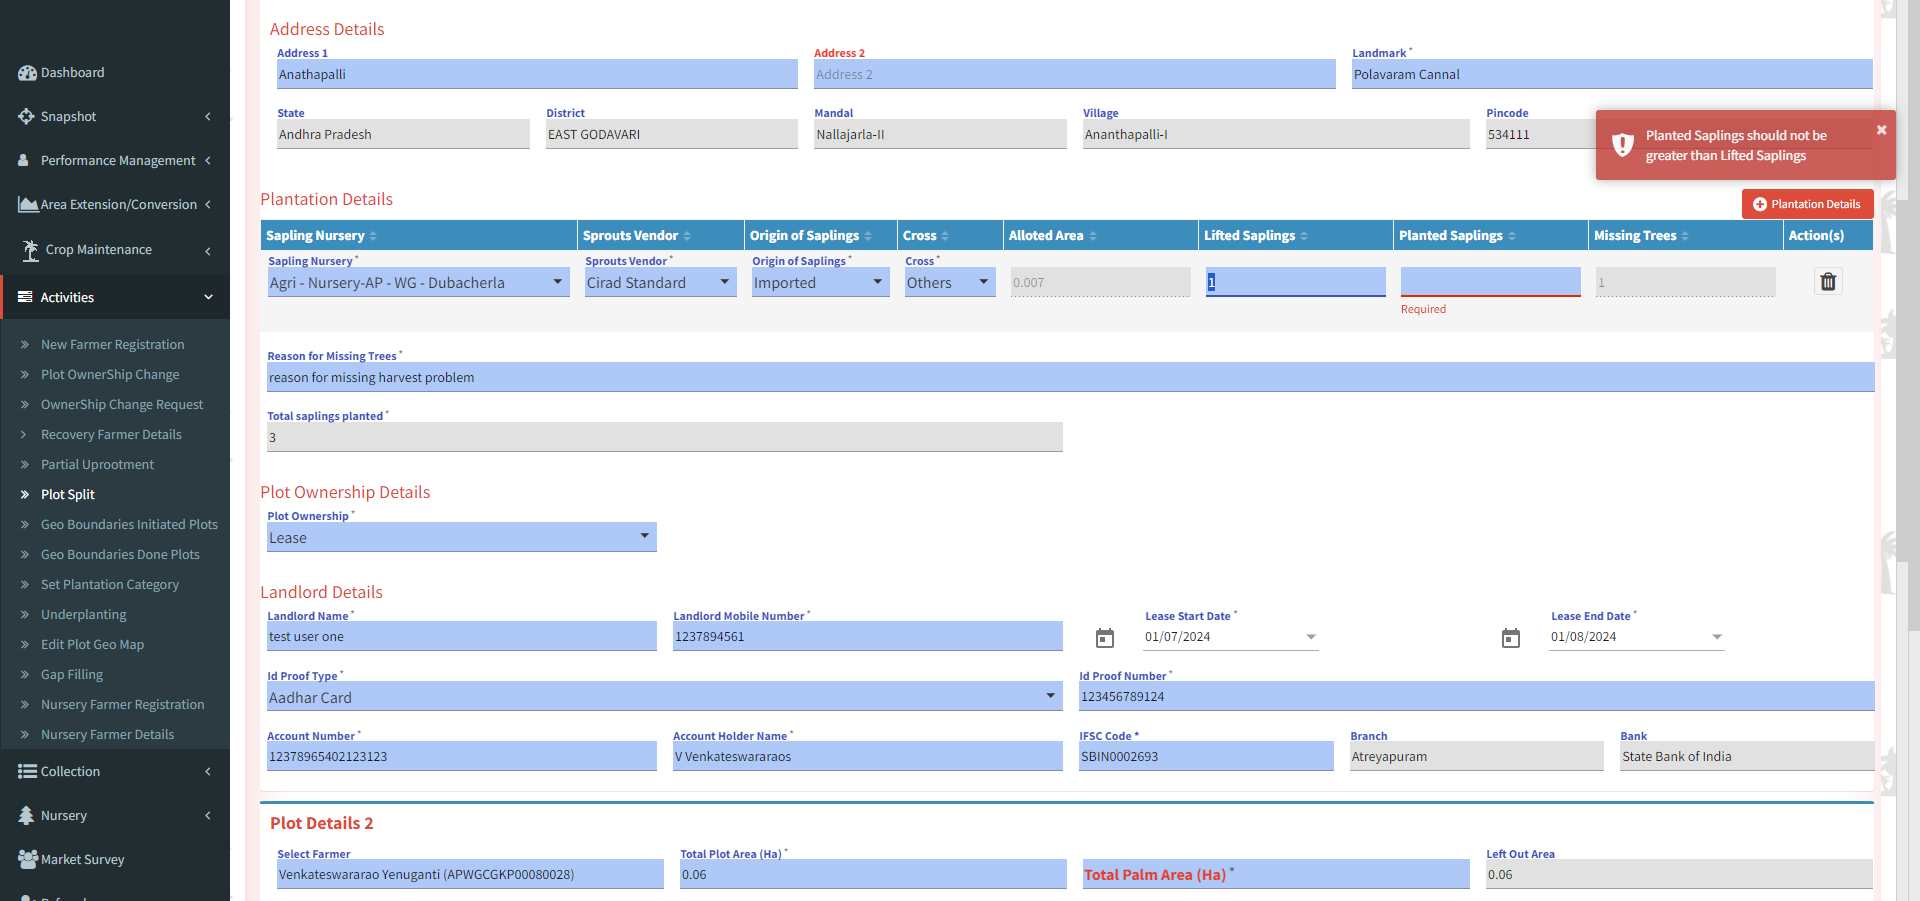 Dashboard
Snapshot
Performance Management
Area Extension/Conversion
Crop Maintenance
Activities
New Farmer Registration
Plot OwnerShip Change
OwnerShip Change Request
Recovery Farmer Details
Partial Uprootment
Plot Split
Geo Boundaries Initiated Plots
Geo Boundaries Done Plots
Set Plantation Category
Underplanting
Edit Plot Geo Map
Gap Filling
Nursery Farmer Registration
Nursery Farmer Details
Collection
Nursery
Market Survey
Address Details
Address 1
Address 2
Landmark *
Anathapalli
Address 2
Polavaram Cannal
State
District
Mandal
Village
Pincode
Andhra Pradesh
EAST GODAVARI
Nallajarla-II
Ananthapalli-I
534111
Planted Saplings should not be
greater than Lifted Saplings
Plantation Details
Plantation Details
Sapling Nursery
Sprouts Vendor
Origin of Saplings
Cross
Alloted Area
Lifted Saplings
Planted Saplings
Missing Trees
Action(s)
Sapling Nursery *
Sprouts Vendor *
Origin of Saplings *
Cross *
Agri - Nursery-AP - WG - Dubacherla
Cirad Standard
Imported
Others
0.007
1
1
Required
Reason for Missing Trees *
reason for missing harvest problem
Total saplings planted *
3
Plot Ownership Details
Plot Ownership *
Lease
Landlord Details
Landlord Name *
Landlord Mobile Number *
Lease Start Date *
Lease End Date *
test user one
1237894561
01/07/2024
01/08/2024
Id Proof Type *
Id Proof Number *
Aadhar Card
123456789124
Account Number *
Account Holder Name *
IFSC Code *
Branch
Bank
12378965402123123
V Venkateswararaos
SBIN0002693
Atreyapuram
State Bank of India
Plot Details 2
Select Farmer
Total Plot Area (Ha) *
Left Out Area
Venkateswararao Yenuganti (APWGCGKP00080028)
0.06
Total Palm Area (Ha) *
0.06